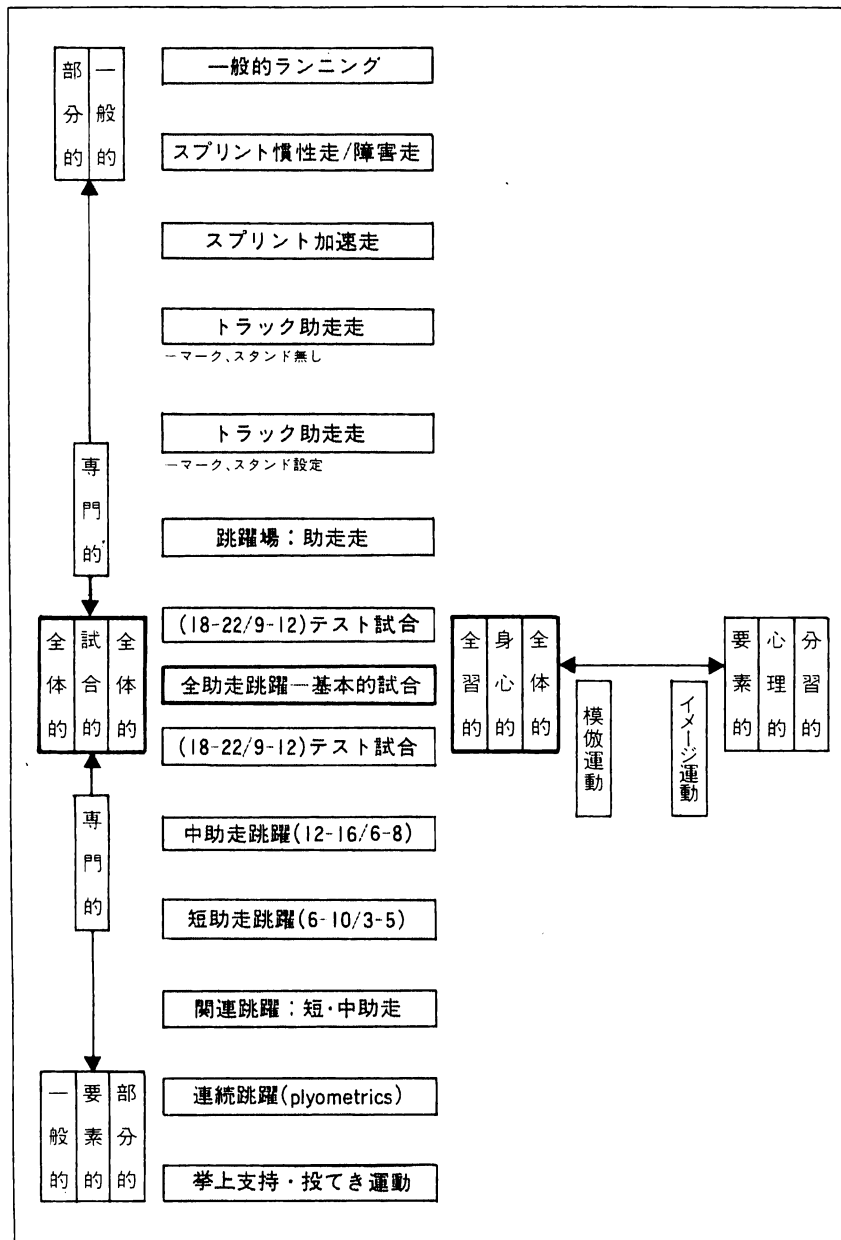 部分的
一般的
一般的ランニング
スプリント慣性走/障害走
スプリント加速走
トラック助走走
ーマーク、スタンド無し
トラック助走走
ーマーク、スタンド設定
専門的
跳躍場：助走走
全体的
試合的
全体的
(18-22/9-12)テスト試合
全助走跳躍―基本的試合
(18-22/9-12)テスト試合
全習的
身心的
全体的
模倣運動
イメージ運動
要素的
心理的
分習的
専門的
中助走跳躍(12-16/6-8)
短助走跳躍(6-10/3-5)
関連跳躍：短・中助走
一般的
要素的
部分的
連続跳躍(plyometrics)
挙上支持・投てき運動